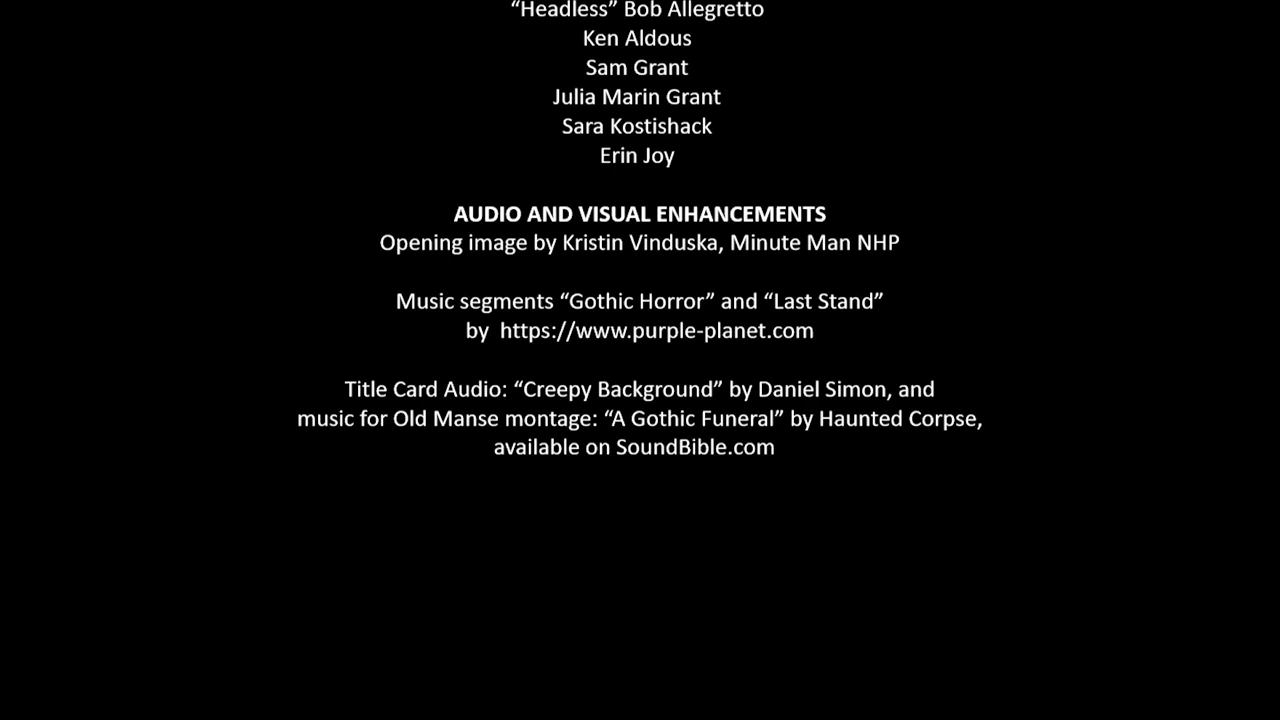 “Headless” Bob Allegretto
Ken Aldous
Sam Grant
Julia Marin Grant
Sara Kostishack
Erin Joy
AUDIO AND VISUAL ENHANCEMENTS
Opening image by Kristin Vinduska, Minute Man NHP
Music segments “Gothic Horror” and “Last Stand”
by https://www.purple-planet.com
Title Card Audio: “Creepy Background” by Daniel Simon, and
music for Old Manse montage: “A Gothic Funeral” by Haunted Corpse,
available on SoundBible.com